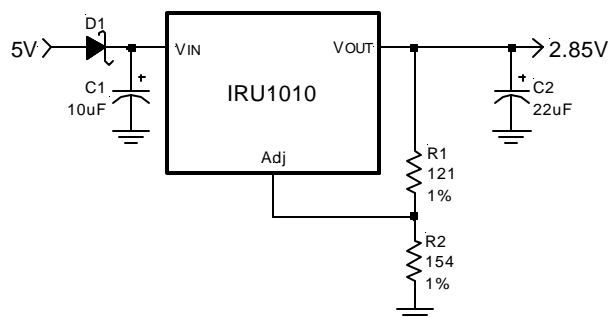 D1
5V
VIN
VOUT
2.85V
C1
10uF
IRU1010
C2
22uF
Adj
R1
121
1%
R2
154
1%